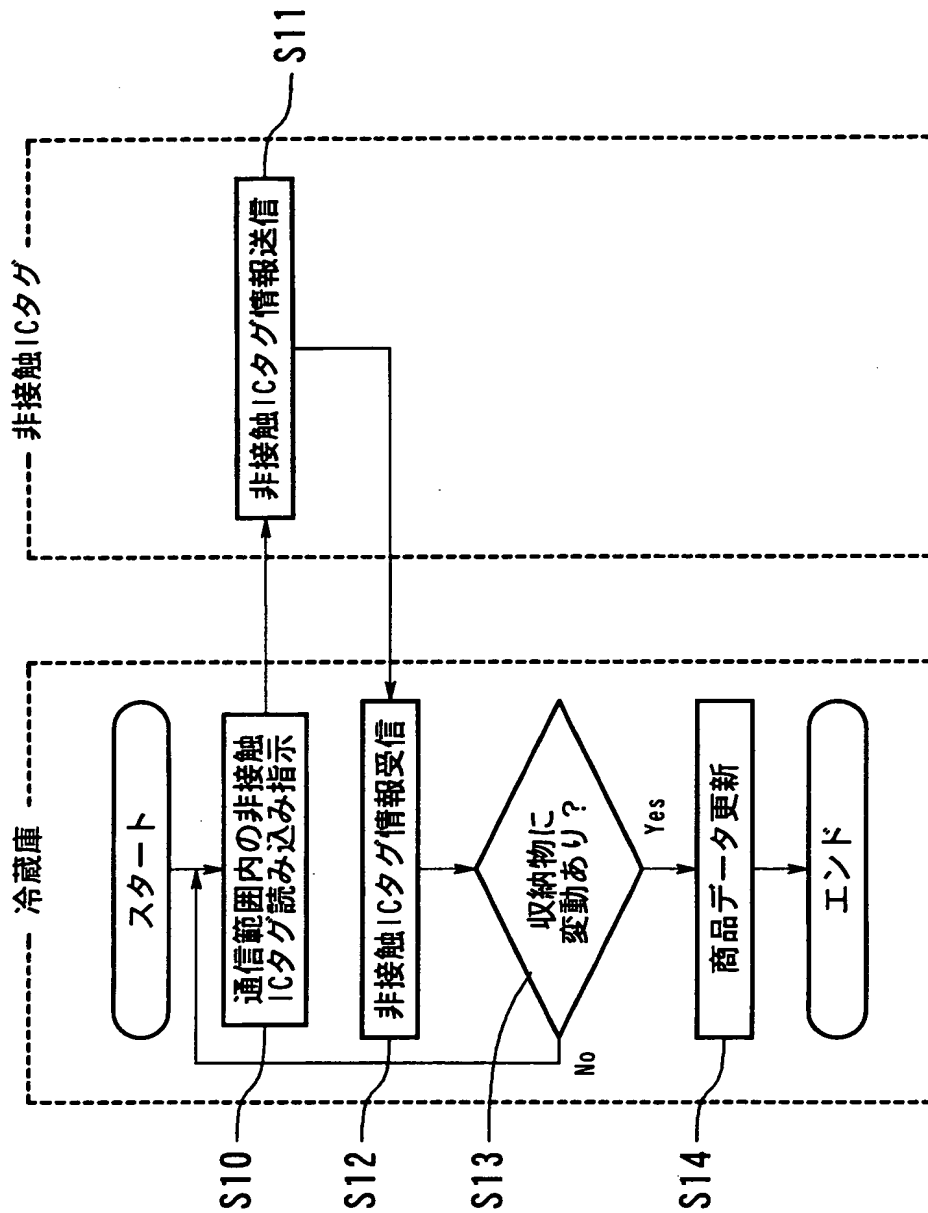 冷蔵庫
非接触ICタグ
スタート
通信範囲内の非接触
ICタグ読み込み指示
S10
非接触ICタグ情報送信
S11
非接触ICタグ情報受信
S12
収納物に
変動あり?
S13
No
Yes
商品データ更新
S14
エンド